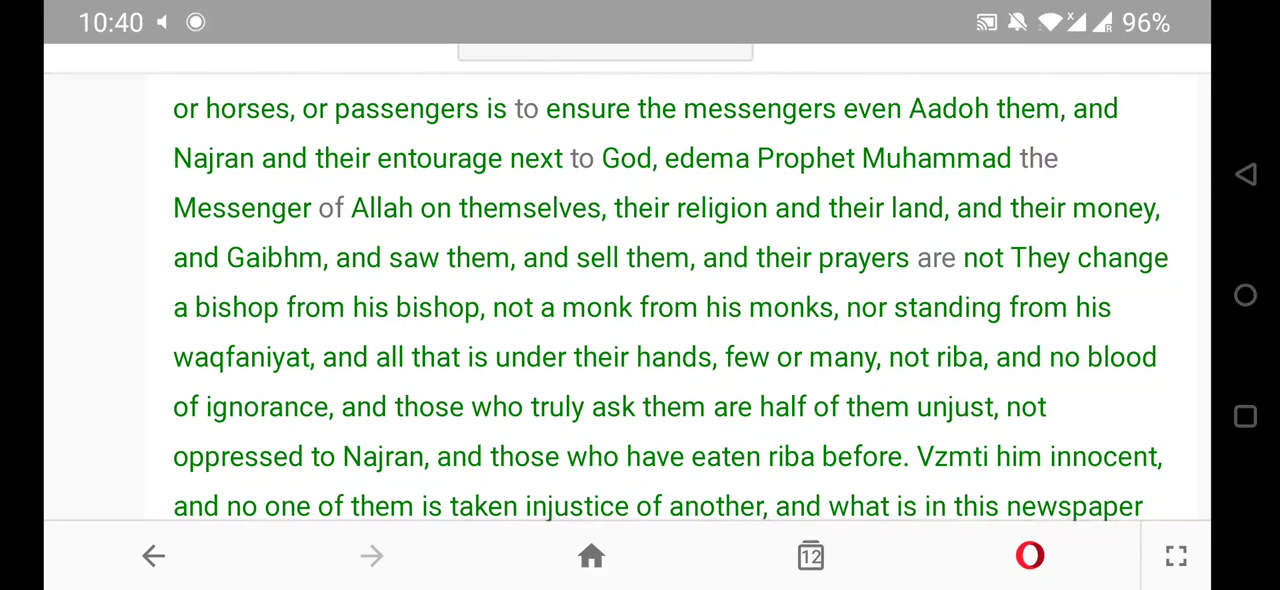 10:40
x
R
96%
or horses, or passengers is to ensure the messengers even Aadoh them, and
Najran and their entourage next to God, edema Prophet Muhammad the
Messenger of Allah on themselves, their religion and their land, and their money,
and Gaibhm, and saw them, and sell them, and their prayers are not They change
a bishop from his bishop, not a monk from his monks, nor standing from his
waqfaniyat, and all that is under their hands, few or many, not riba, and no blood
of ignorance, and those who truly ask them are half of them unjust, not
oppressed to Najran, and those who have eaten riba before. Vzmti him innocent,
and no one of them is taken injustice of another, and what is in this newspaper
12